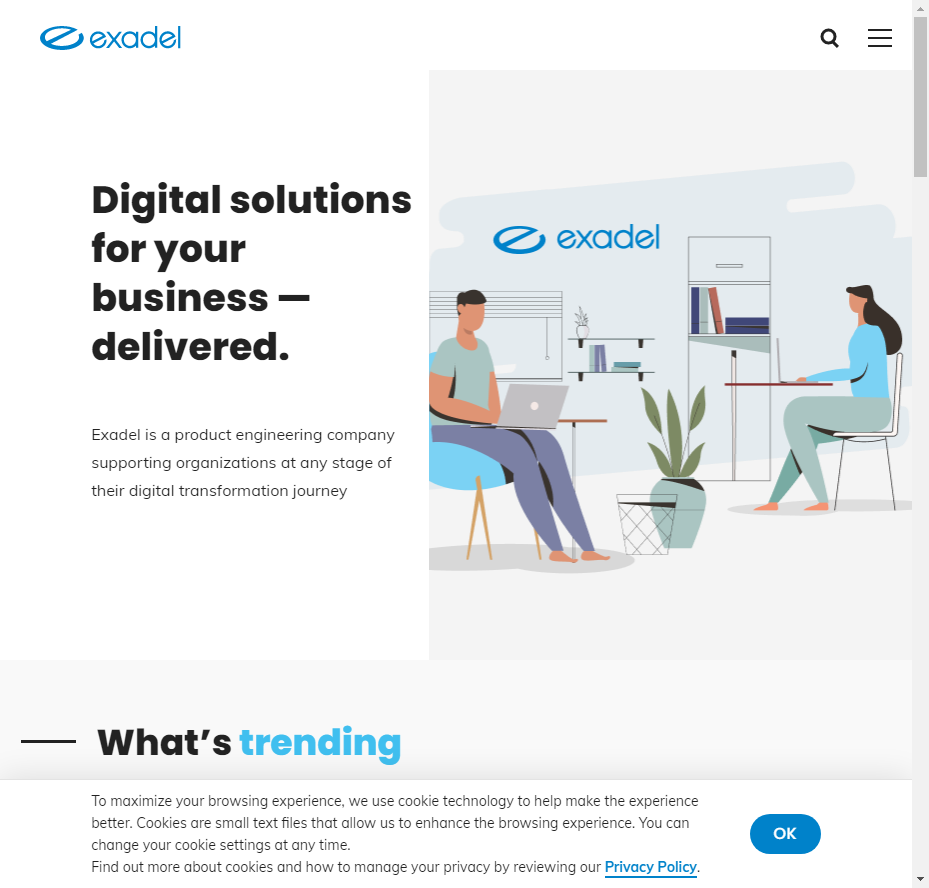 exadel
Digital solutions
for your
business —
delivered.
Exadel is a product engineering company
supporting organizations at any stage of
their digital transformation journey
exadel
What’s trending
To maximize your browsing experience, we use cookie technology to help make the experience
better. Cookies are small text files that allow us to enhance the browsing experience. You can
change your cookie settings at any time.
Find out more about cookies and how to manage your privacy by reviewing our Privacy Policy.
OK